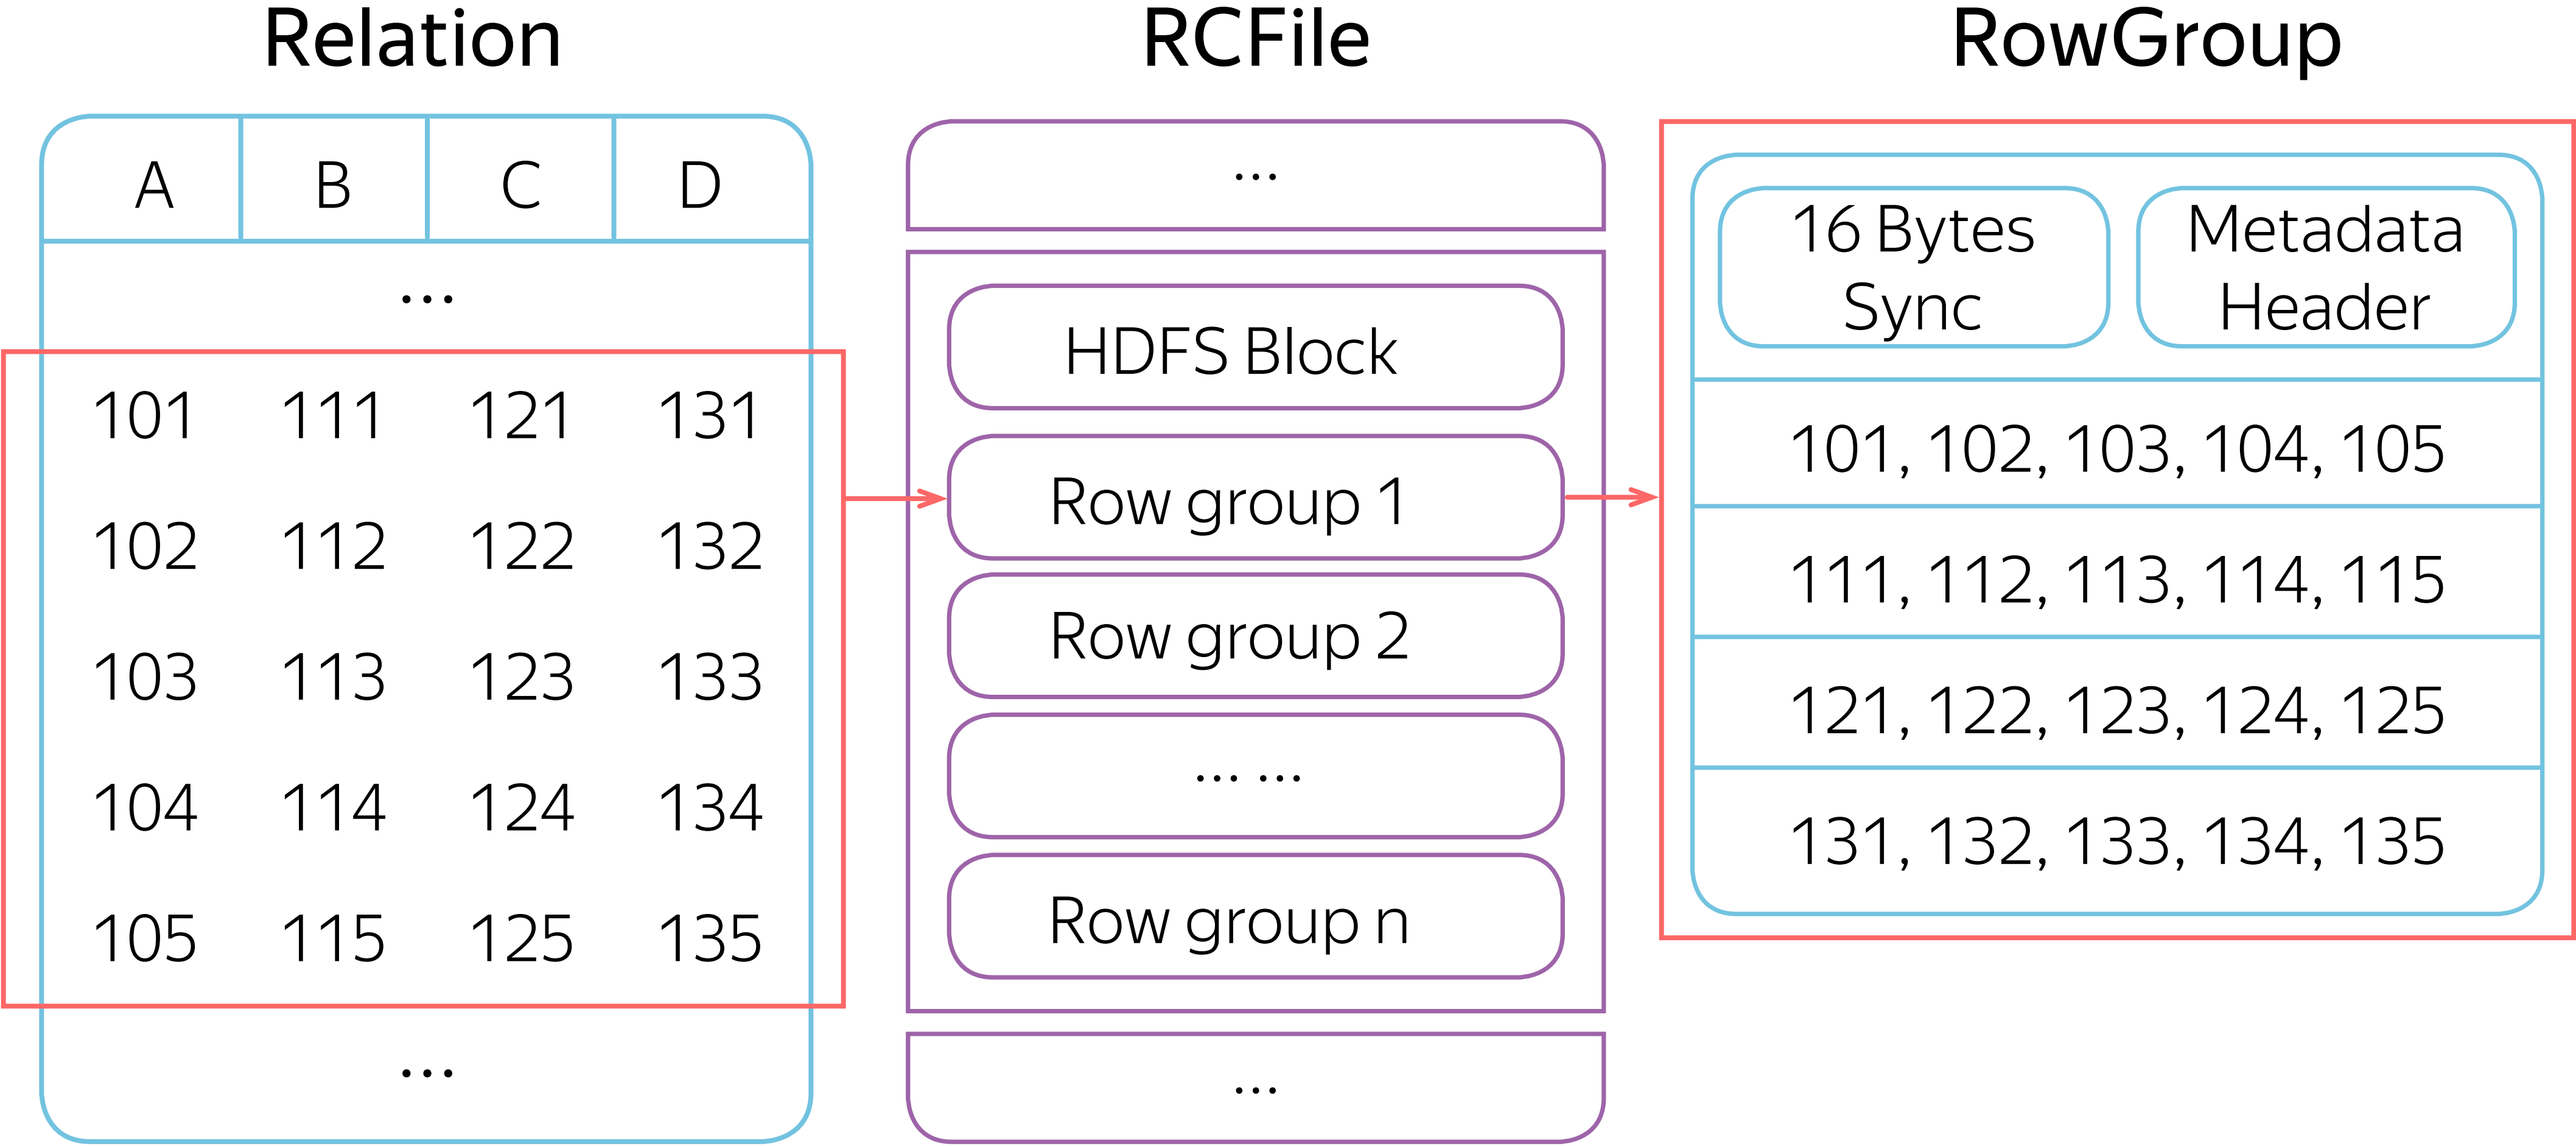 Relation
A B C D
...
101 111 121 131
102 112 122 132
103 113 123 133
104 114 124 134
105 115 125 135
...
RCFile
...
HDFS Block
Row group 1
Row group 2
... ...
Row group n
...
RowGroup
16 Bytes
Sync
Metadata
Header
101, 102, 103, 104, 105
111, 112, 113, 114, 115
121, 122, 123, 124, 125
131, 132, 133, 134, 135